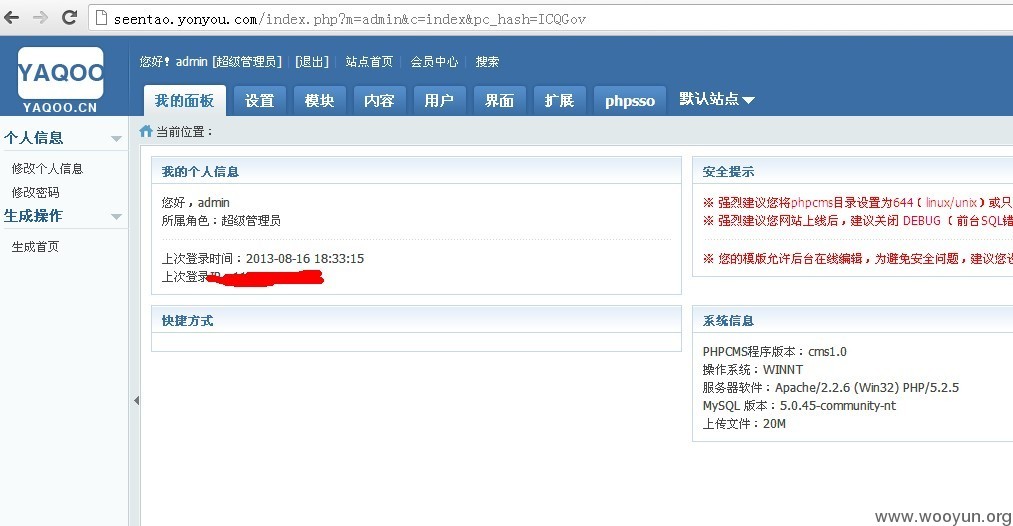 seentao.yonyou.com/index.php?m=admin&c=index&pc_hash=ICQGov
YAQOO
YAQOO.CN
您好! admin [超级管理员] | [退出] | 站点首页 | 会员中心 | 搜索
我的面板 设置 模块 内容 用户 界面 扩展 phpsso 默认站点
个人信息
修改个人信息
修改密码
生成操作
生成首页
当前位置：
我的个人信息
您好，admin
所属角色：超级管理员
上次登录时间：2013-08-16 18:33:15
上次登录
快捷方式
安全提示
※ 强烈建议您将phpcms目录设置为644（linux/unix）或只
※ 强烈建议您网站上线后，建议关闭 DEBUG（前台SQL错
※ 您的模版允许后台在线编辑，为避免安全问题，建议您
系统信息
PHPCMS程序版本：cms1.0
操作系统：WINNT
服务器软件：Apache/2.2.6 (Win32) PHP/5.2.5
MySQL 版本：5.0.45-community-nt
上传文件：20M
www.wooyun.org